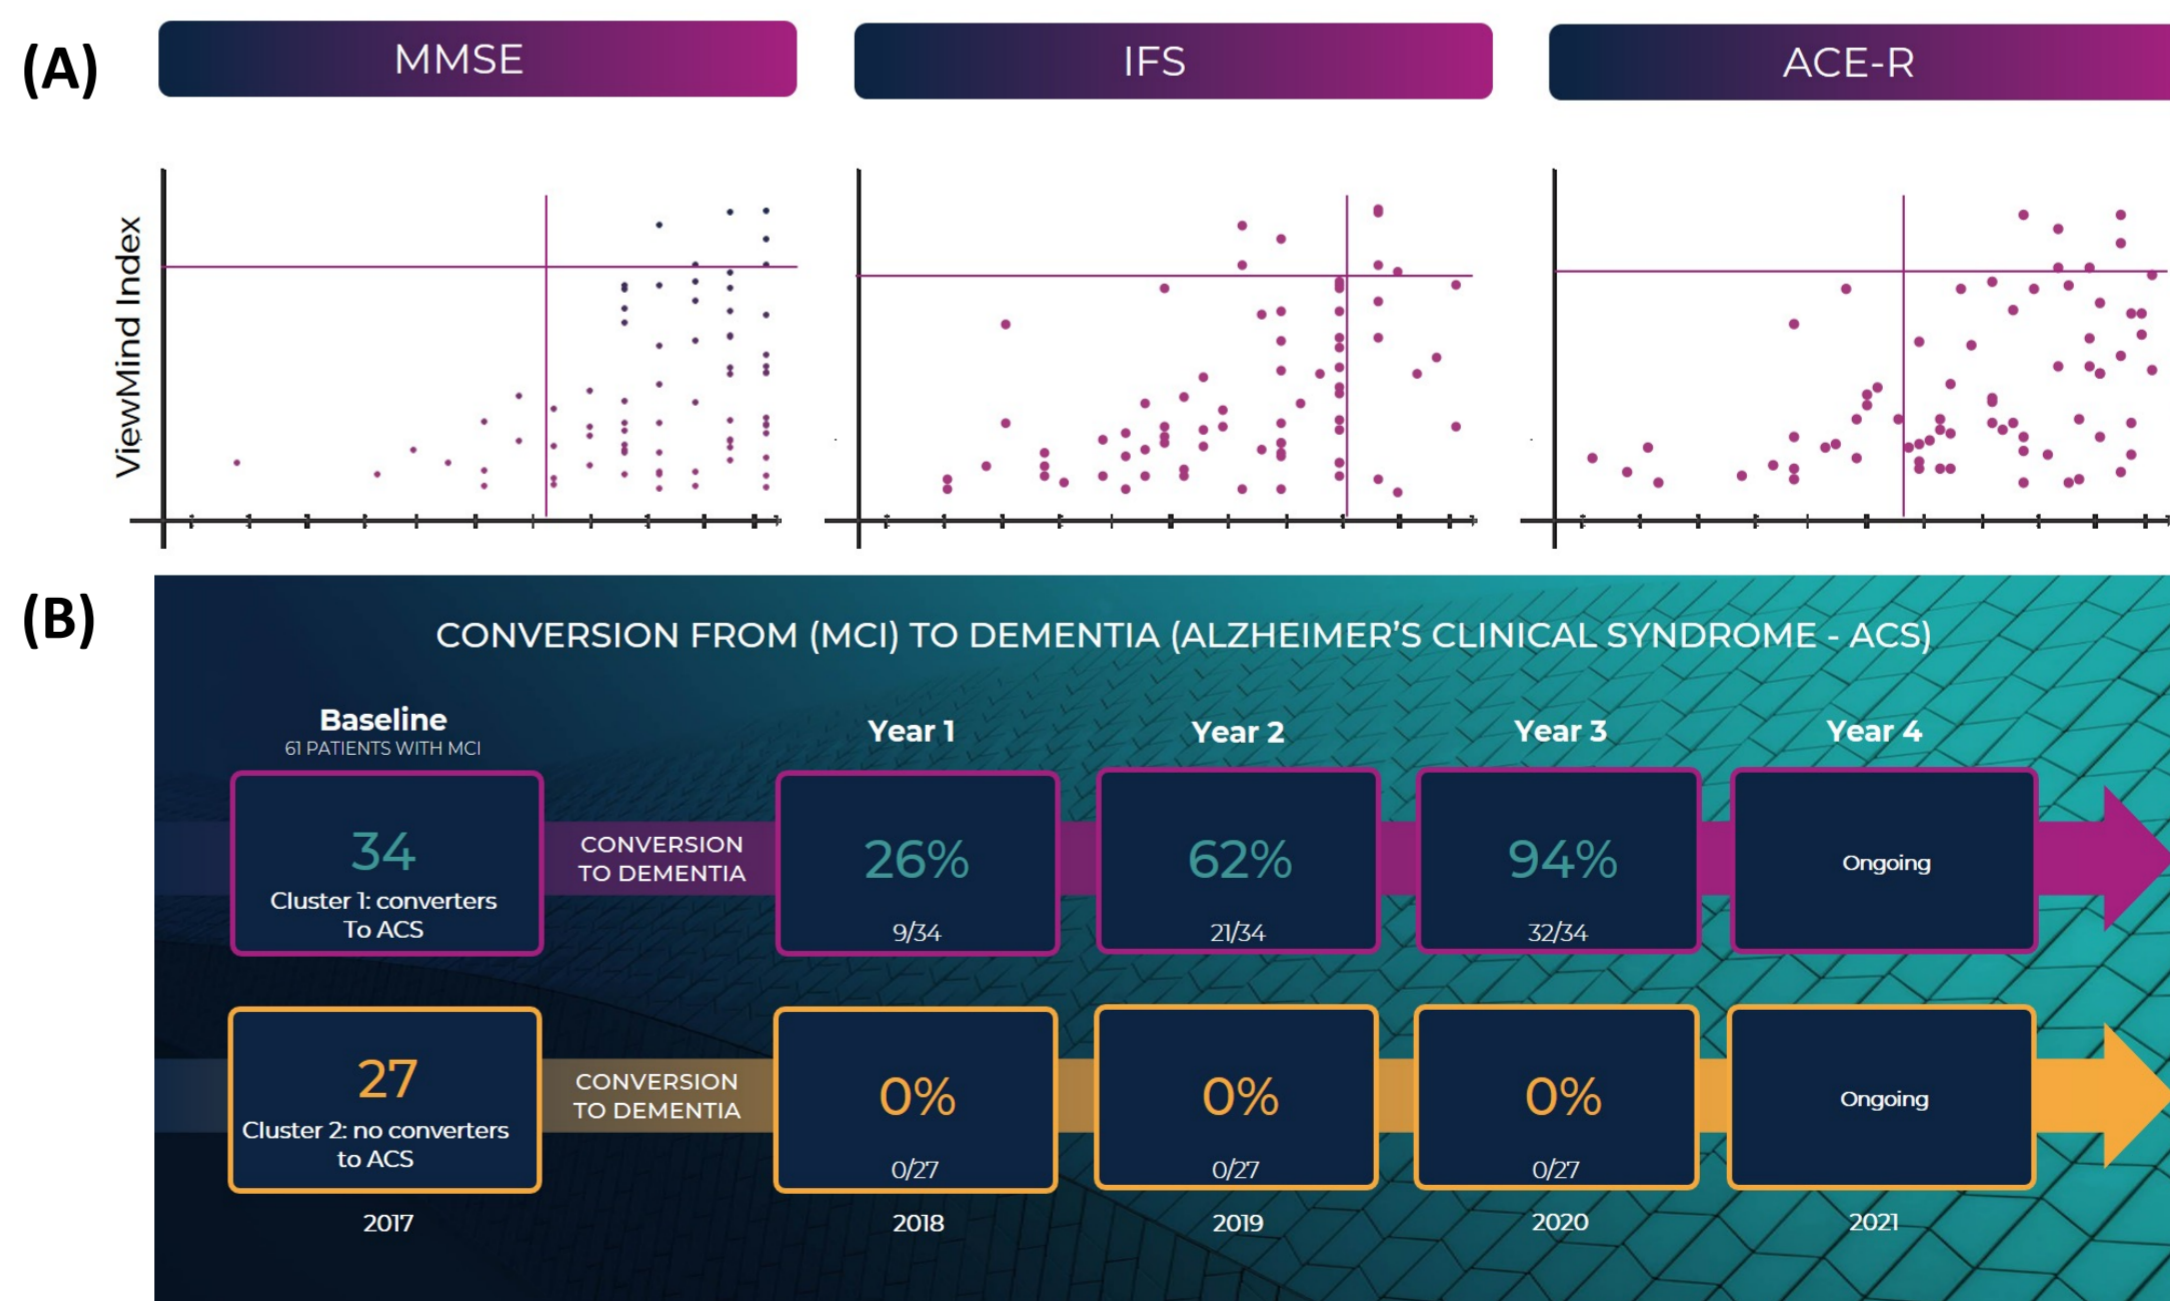 (A)
MMSE
IFS
ACE-R
ViewMind Index
(B)
CONVERSION FROM (MCI) TO DEMENTIA (ALZHEIMER'S CLINICAL SYNDROME - ACS)
Baseline
61 PATIENTS WITH MCI
Year 1
Year 2
Year 3
Year 4
34
Cluster 1: converters
To ACS
CONVERSION
TO DEMENTIA
26%
9/34
62%
21/34
94%
32/34
Ongoing
27
Cluster 2: no converters
to ACS
CONVERSION
TO DEMENTIA
0%
0/27
0%
0/27
0%
0/27
Ongoing
2017
2018
2019
2020
2021